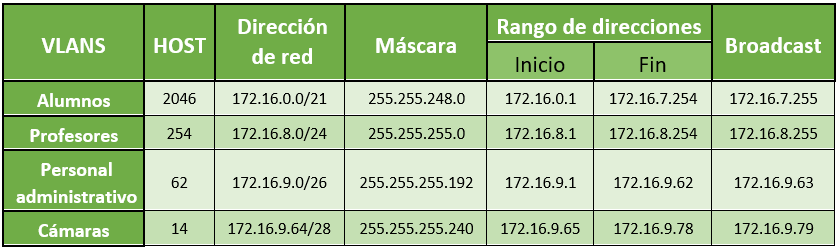 VLANS HOST Dirección de red Máscara Rango de direcciones Broadcast
Inicio Fin
Alumnos 2046 172.16.0.0/21 255.255.248.0 172.16.0.1 172.16.7.254 172.16.7.255
Profesores 254 172.16.8.0/24 255.255.255.0 172.16.8.1 172.16.8.254 172.16.8.255
Personal administrativo 62 172.16.9.0/26 255.255.255.192 172.16.9.1 172.16.9.62 172.16.9.63
Cámaras 14 172.16.9.64/28 255.255.255.240 172.16.9.65 172.16.9.78 172.16.9.79